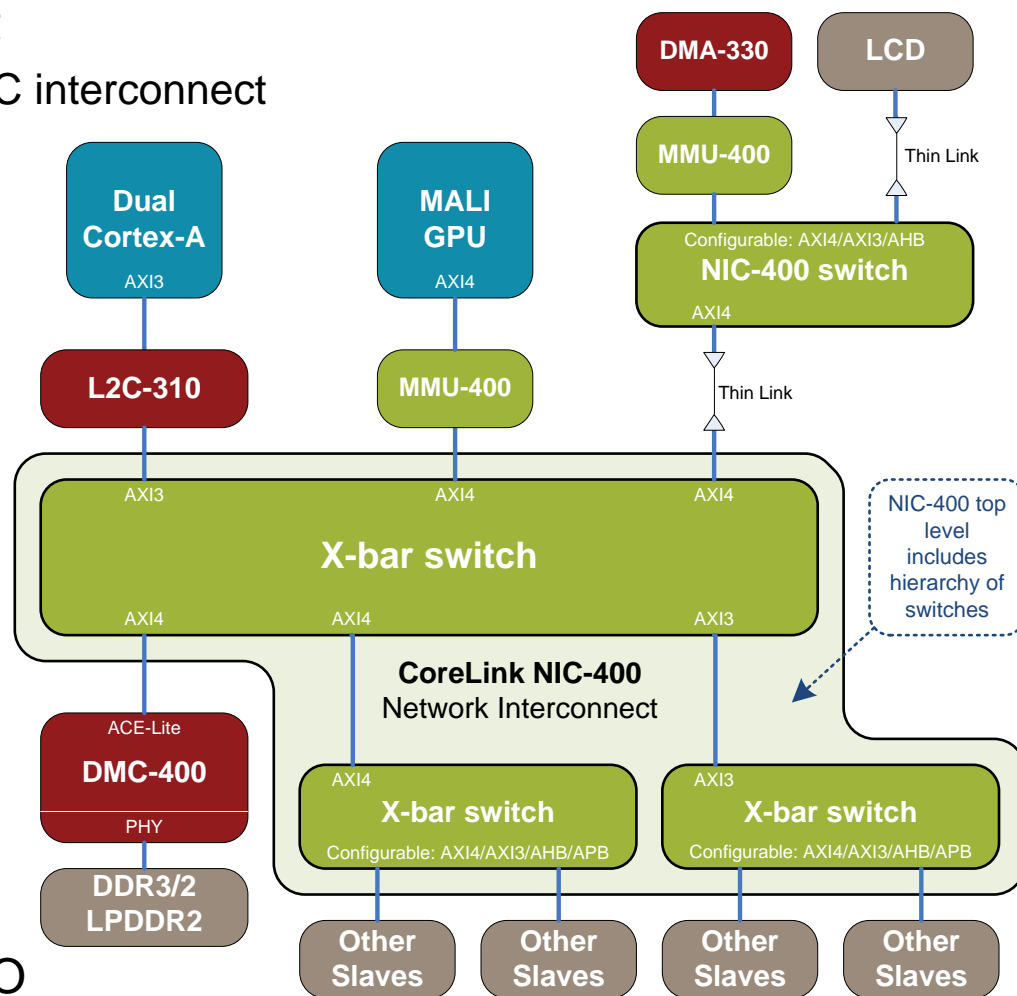 C interconnect
DMA-330
LCD
MMU-400
Thin Link
Dual
Cortex-A
AXI3
MALI
GPU
AXI4
Configurable: AXI4/AXI3/AHB
NIC-400 switch
AXI4
L2C-310
MMU-400
Thin Link
AXI3
AXI4
AXI4
X-bar switch
AXI4
AXI4
AXI3
NIC-400 top
level
includes
hierarchy of
switches
CoreLink NIC-400
Network Interconnect
ACE-Lite
DMC-400
PHY
DDR3/2
LPDDR2
AXI4
X-bar switch
Configurable: AXI4/AXI3/AHB/APB
AXI3
X-bar switch
Configurable: AXI4/AXI3/AHB/APB
Other
Slaves
Other
Slaves
Other
Slaves
Other
Slaves
O